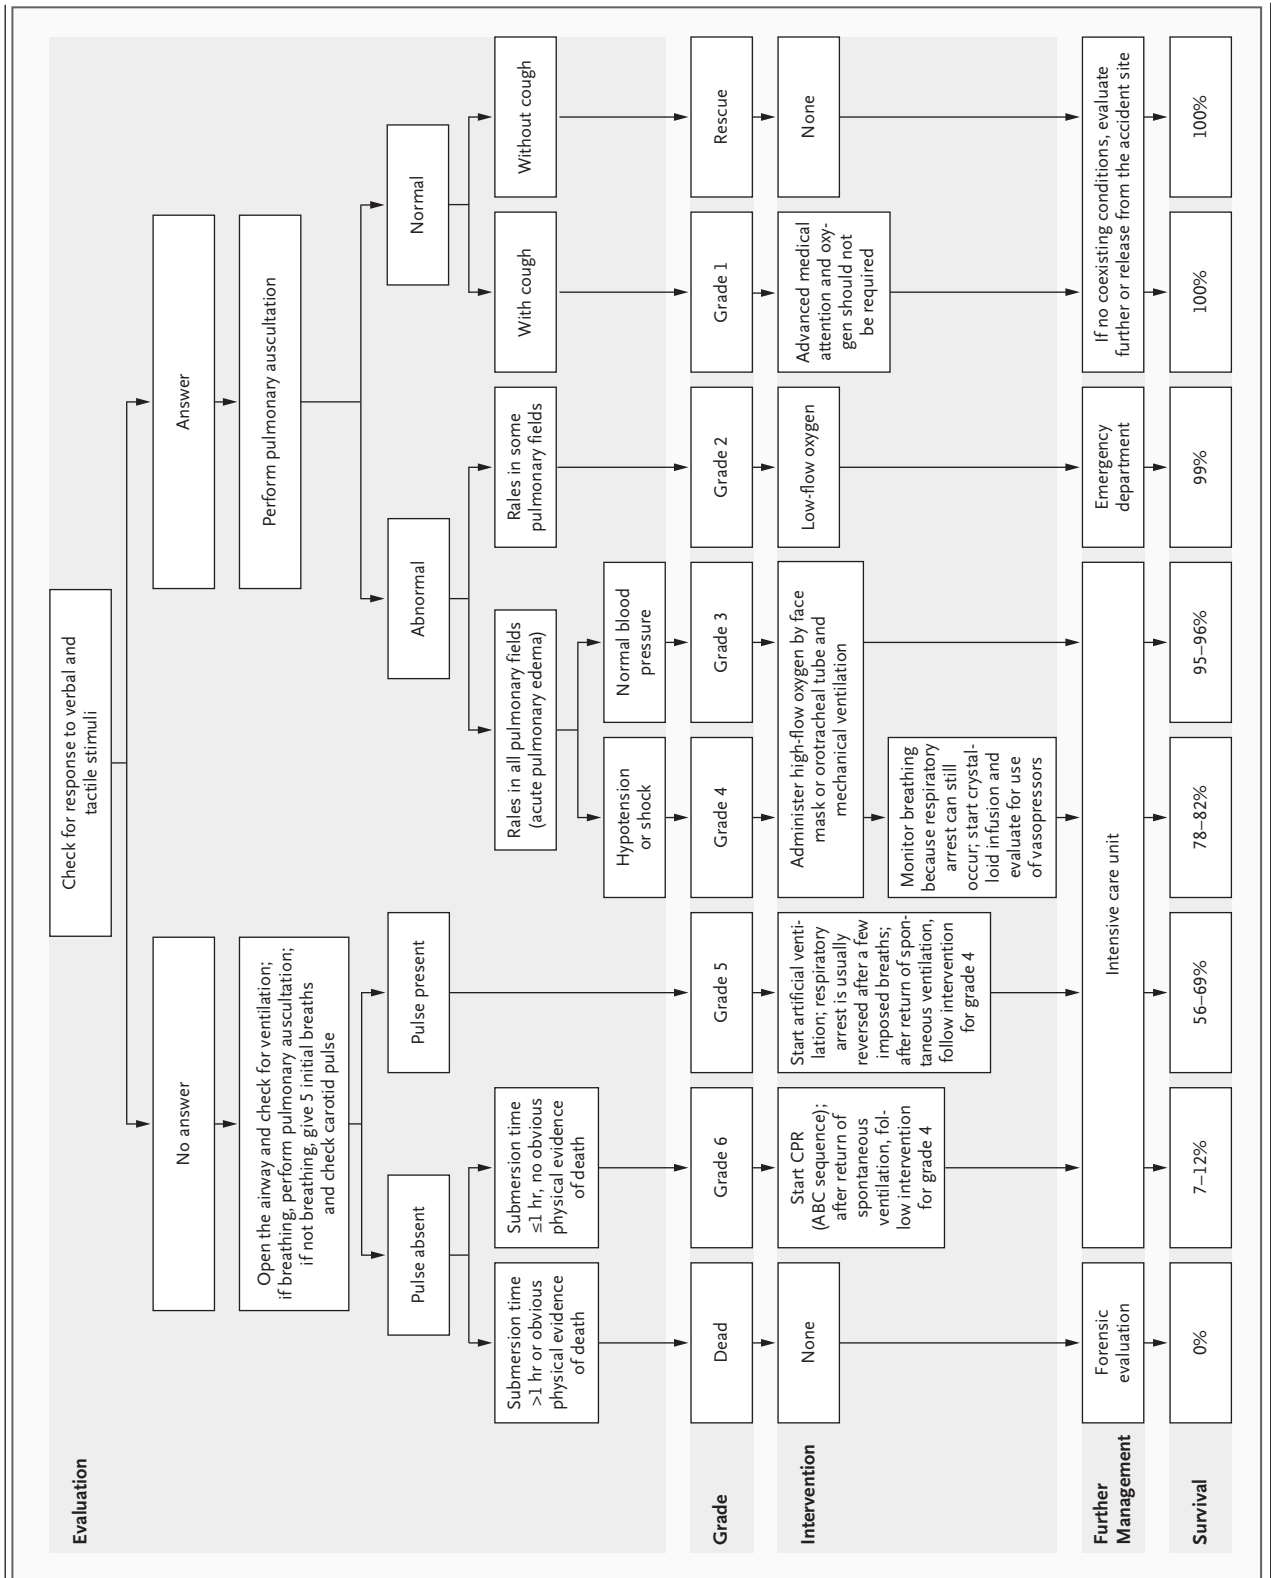 Evaluation
Check for response to verbal and
tactile stimuli
No answer
Answer
Open the airway and check for ventilation;
if breathing, perform pulmonary auscultation;
if not breathing, give 5 initial breaths
and check carotid pulse
Perform pulmonary auscultation
Pulse absent
Pulse present
Abnormal
Normal
Submersion time
>1 hr or obvious
physical evidence
of death
Submersion time
≤1 hr, no obvious
physical evidence
of death
Rales in all pulmonary fields
(acute pulmonary edema)
Rales in some
pulmonary fields
With cough
Without cough
Hypotension
or shock
Normal blood
pressure
Grade
Dead
Grade 6
Grade 5
Grade 4
Grade 3
Grade 2
Grade 1
Rescue
Intervention
None
Start CPR
(ABC sequence);
after return of
spontaneous
ventilation, fol-
low intervention
for grade 4
Start artificial venti-
lation; respiratory
arrest is usually
reversed after a few
imposed breaths;
after return of spon-
taneous ventilation,
follow intervention
for grade 4
Administer high-flow oxygen by face
mask or orotracheal tube and
mechanical ventilation
Monitor breathing
because respiratory
arrest can still
occur; start crystal-
loid infusion and
evaluate for use
of vasopressors
Low-flow oxygen
Advanced medical
attention and oxy-
gen should not
be required
None
Further
Management
Forensic
evaluation
Intensive care unit
Emergency
department
If no coexisting conditions, evaluate
further or release from the accident site
Survival
0%
7–12%
56–69%
78–82%
95–96%
99%
100%
100%